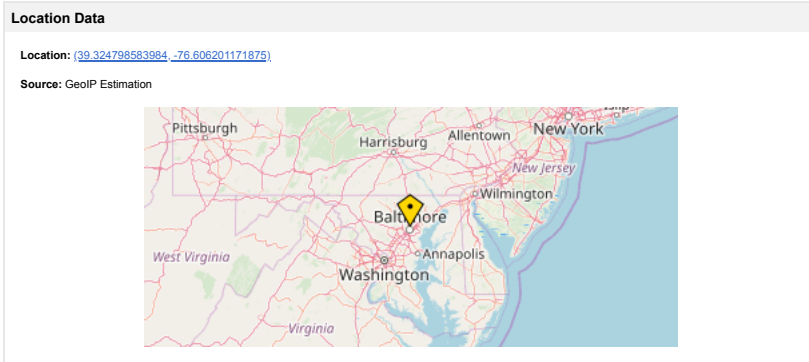 Location Data
Location: (39.324798583984, -76.606201171875)
Source: GeoIP Estimation
Pittsburgh
Harrisburg
Allentown
New York
New Jersey
Wilmington
Baltimore
West Virginia
Annapolis
Washington
Virginia